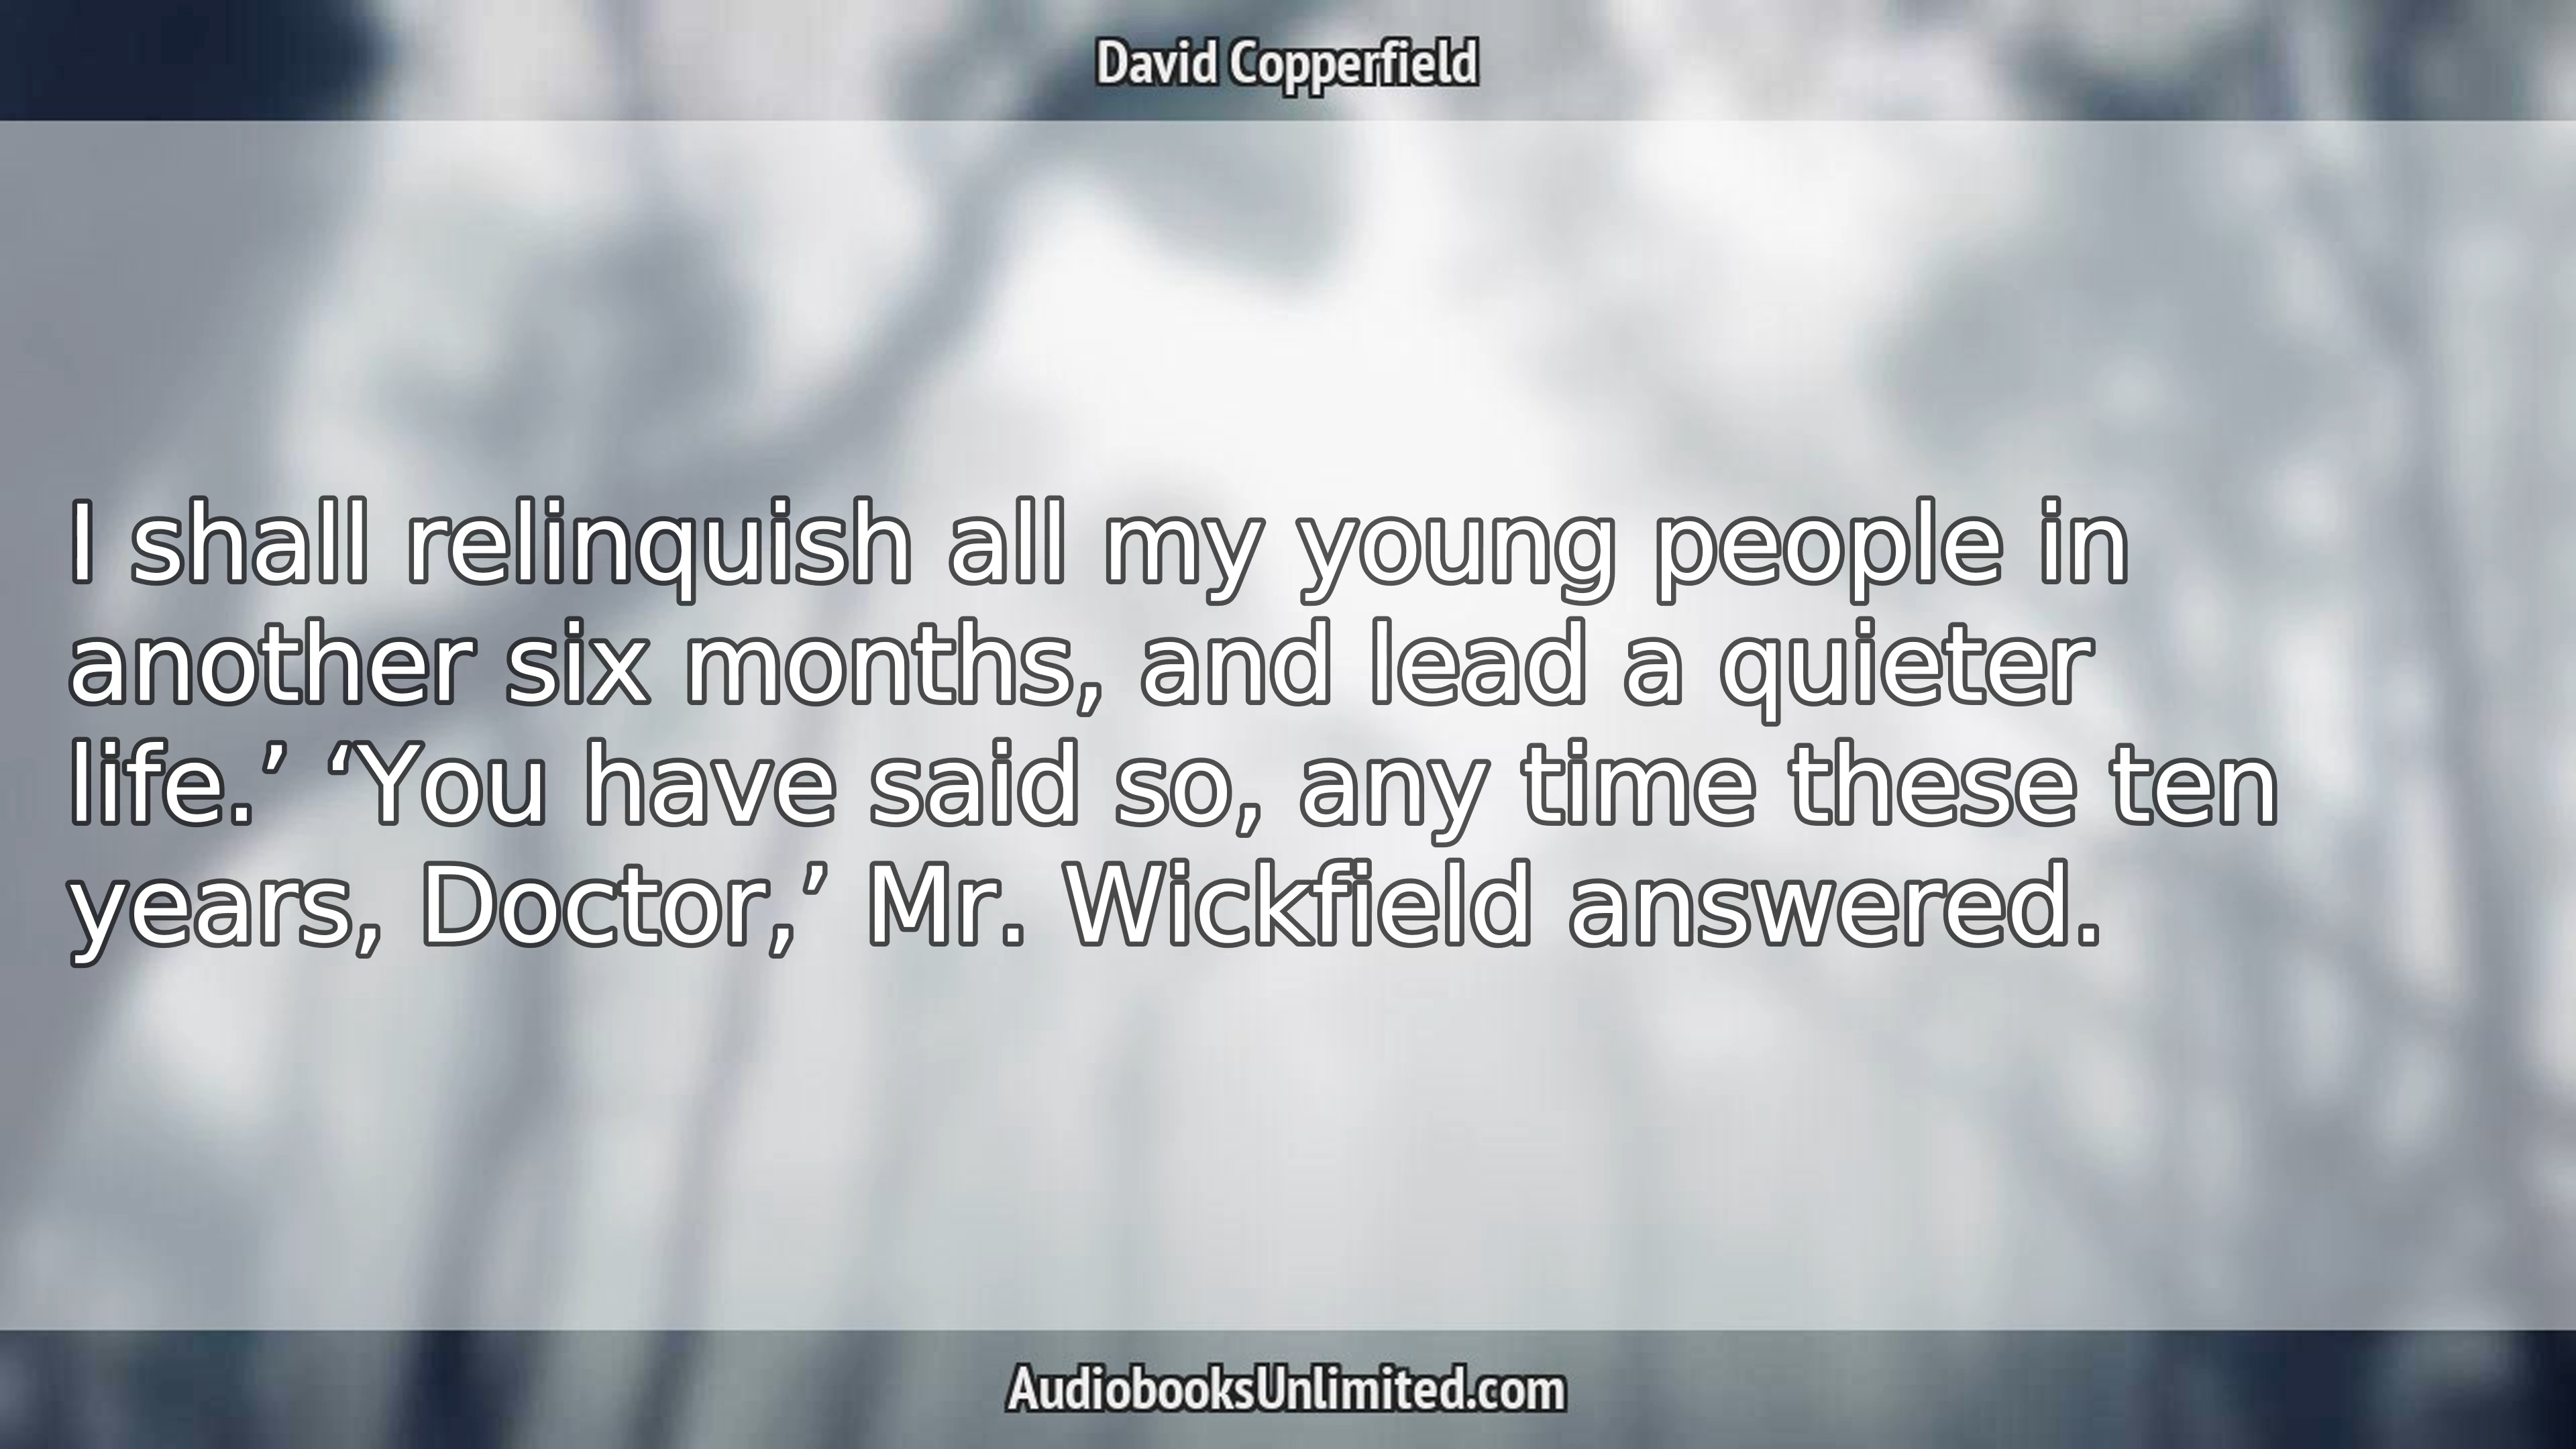 David Copperfield
I shall relinquish all my young people in
another six months, and lead a quieter
life.’ ‘You have said so, any time these ten
years, Doctor,’ Mr. Wickfield answered.
AudiobooksUnlimited.com